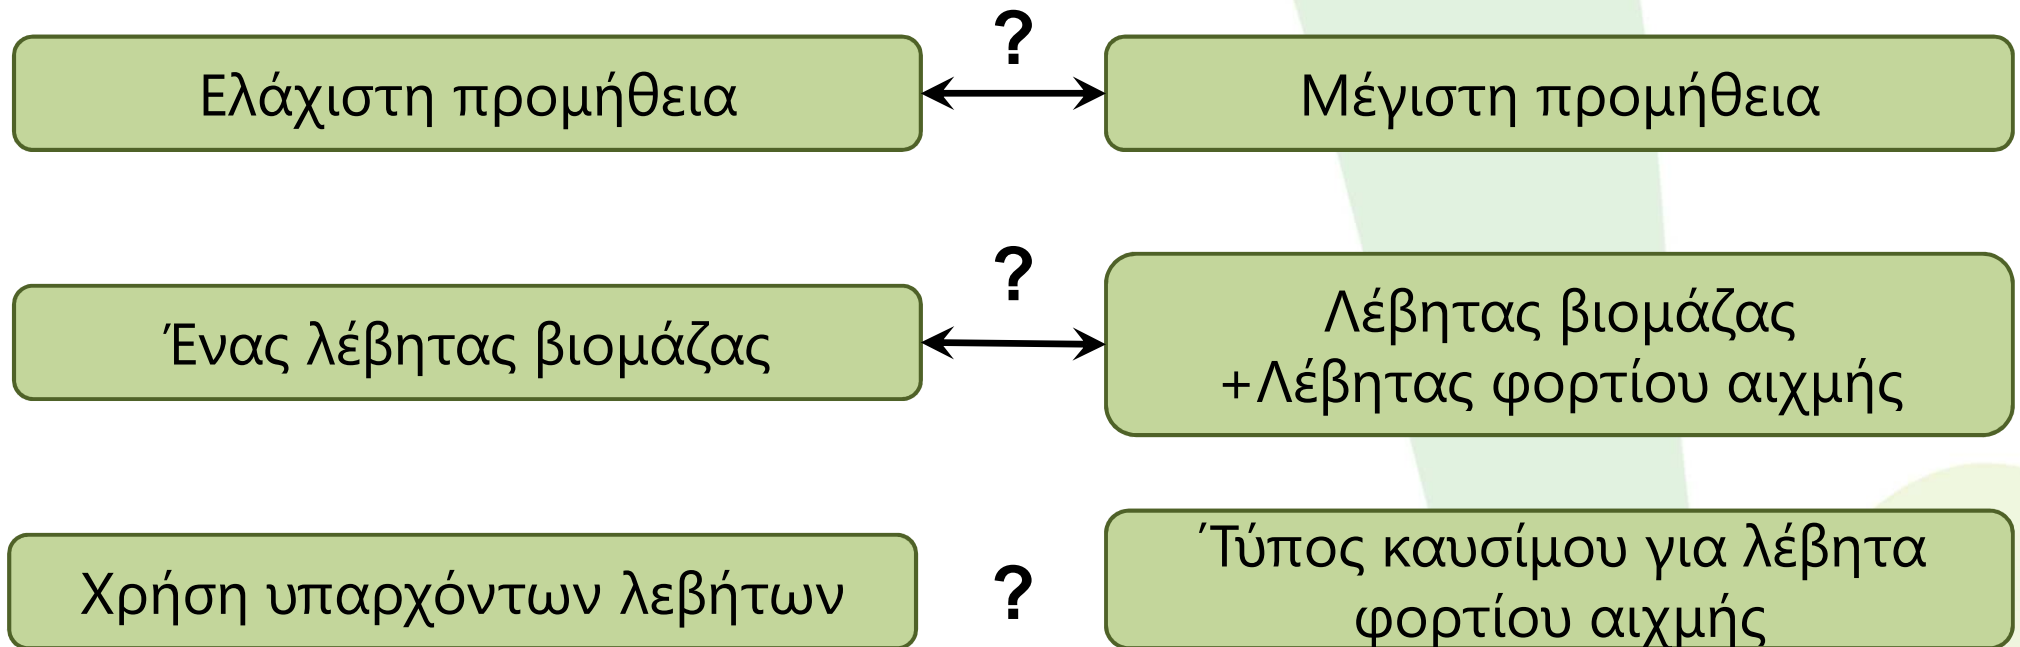 ?
Ελάχιστη προμήθεια
Μέγιστη προμήθεια
?
Ένας λέβητας βιομάζας
Λέβητας βιομάζας
+Λέβητας φορτίου αιχμής
Χρήση υπαρχόντων λεβήτων
?
Τύπος καυσίμου για λέβητα
φορτίου αιχμής